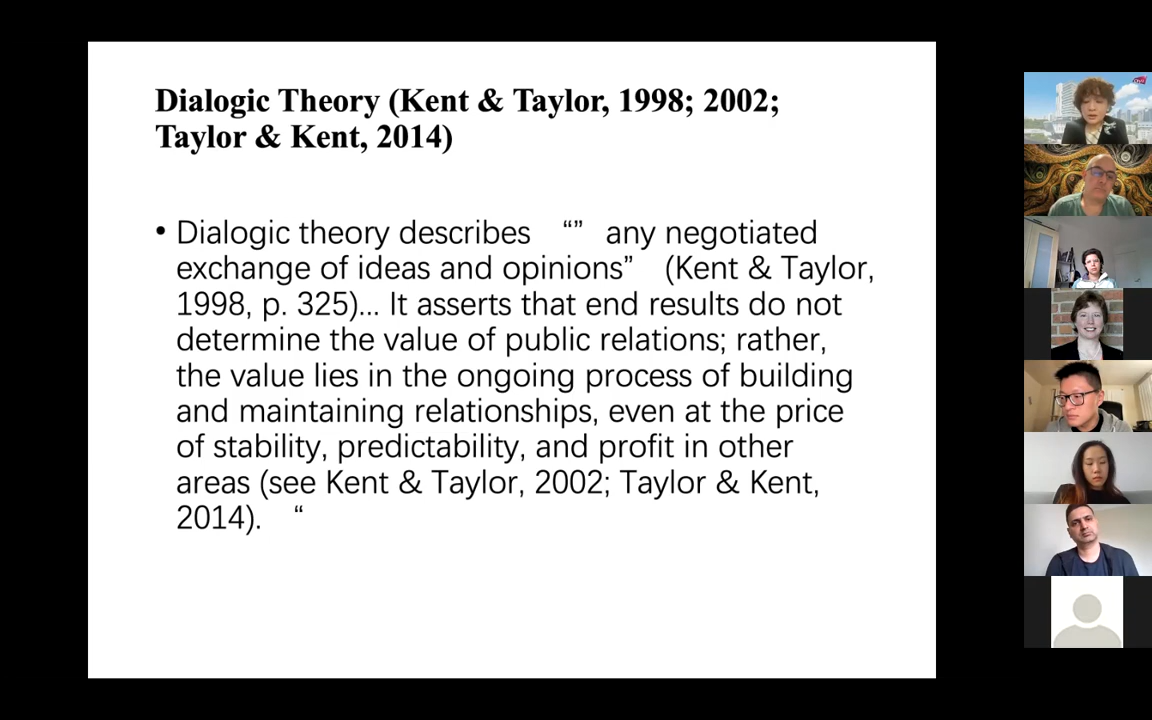 Dialogic Theory (Kent & Taylor, 1998; 2002;
Taylor & Kent, 2014)
• Dialogic theory describes “” any negotiated
exchange of ideas and opinions” (Kent & Taylor,
1998, p. 325)... It asserts that end results do not
determine the value of public relations; rather,
the value lies in the ongoing process of building
and maintaining relationships, even at the price
of stability, predictability, and profit in other
areas (see Kent & Taylor, 2002; Taylor & Kent,
2014). “